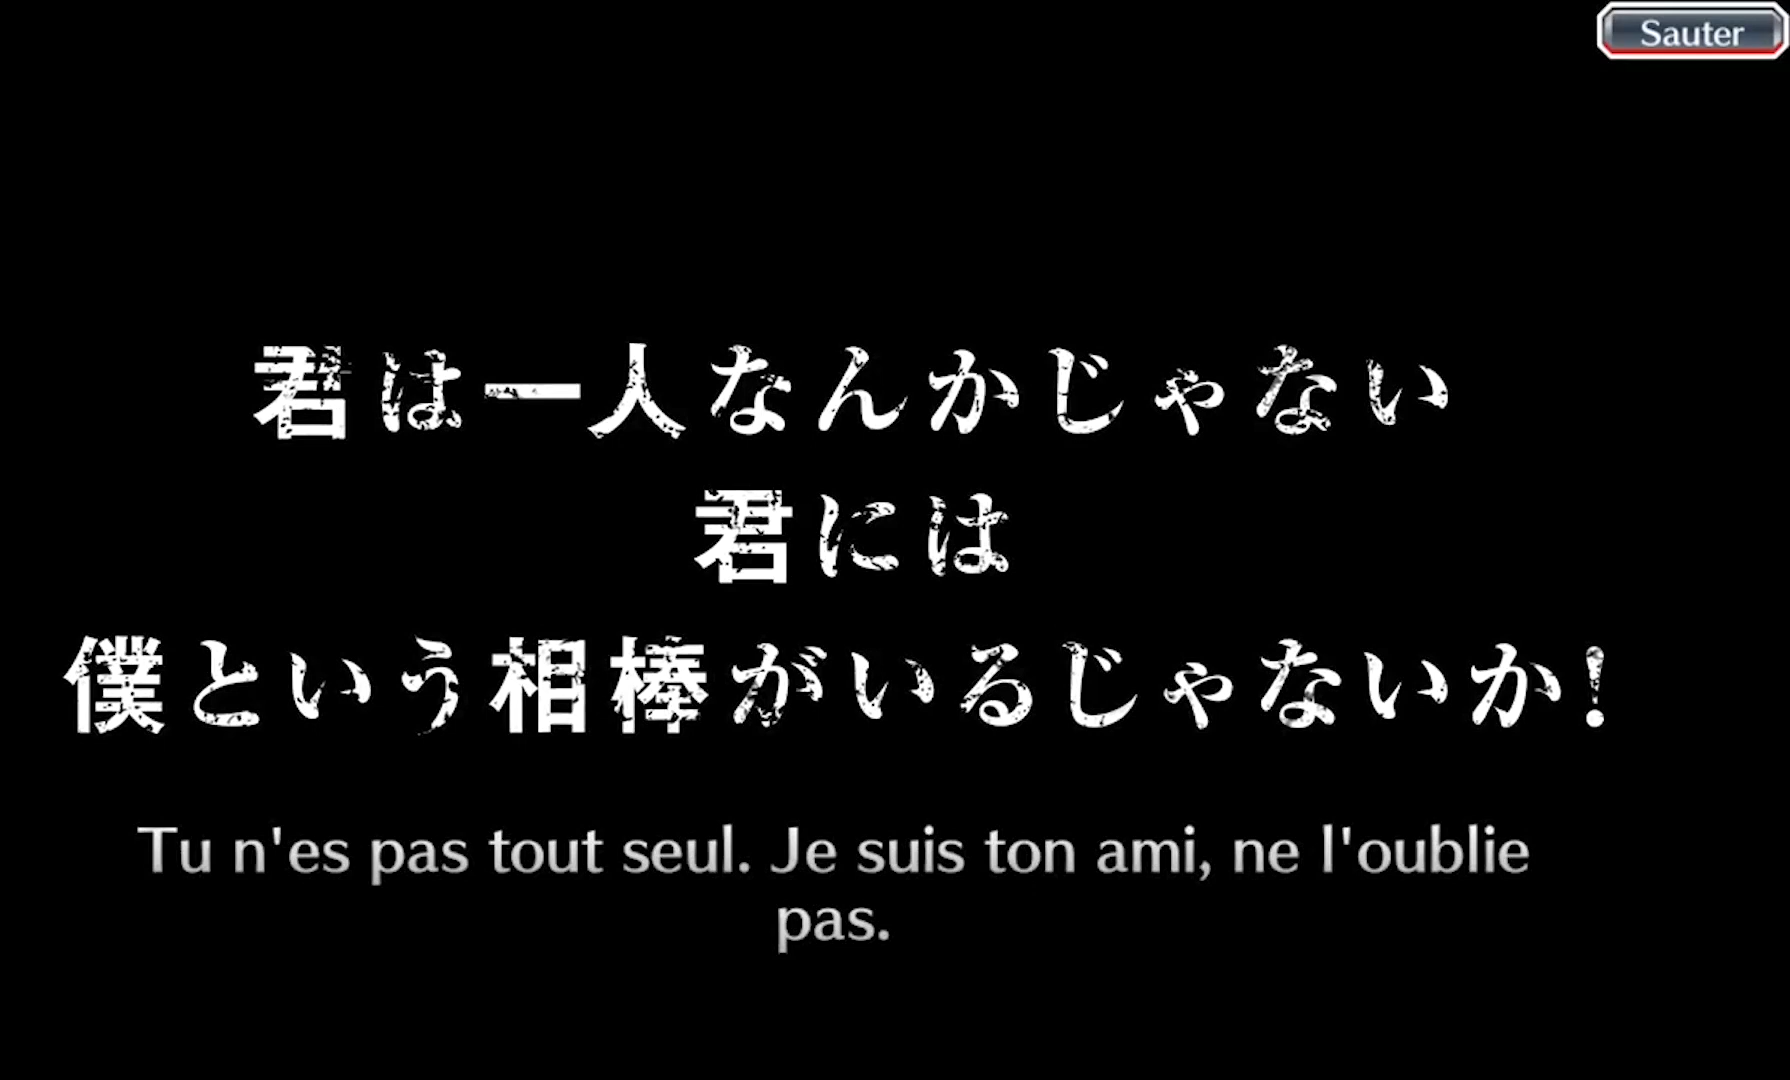 Sauter
君は一人なんかじゃない
君には
僕という相棒がいるじゃないか!
Tu n'es pas tout seul. Je suis ton ami, ne l'oublie
pas.